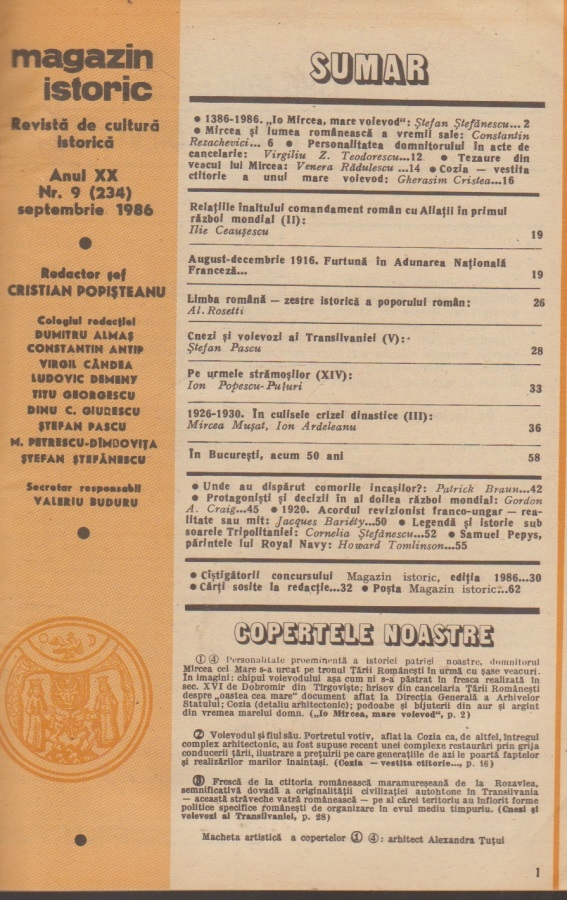 magazin
istoric
Revistă de cultură
istorică
Anul XX
Nr. 9 (234)
septembrie 1986
Redactor șef
CRISTIAN POPIȘTEANU
Colegiul redacției
DUMITRU ALMAȘ
CONSTANTIN ANTIP
VIRGIL CÂNDEA
LUDOVIC DEMENY
TITU GEORGESCU
DINU C. GIURESCU
ȘTEFAN PASCU
M. PETRESCU-DÎMBOVIȚA
ȘTEFAN ȘTEFĂNESCU
Secretar responsabil
VALERIU BUDURU
SUMAR
● 1386-1986. „Io Mircea, mare voievod“: Ștefan Ștefănescu... 2
● Mircea și lumea românească a vremii sale: Constantin
Rezachevici... 6 ● Personalitatea domnitorului în acte de
cancelarie: Virgiliu Z. Teodorescu...12 ● Tezaure din
veacul lui Mircea: Venera Rădulescu ...14 ● Cozia — vestita
ctitorie a unui mare voievod: Gherasim Cristea...16
Relațiile înaltului comandament român cu Aliații în primul
război mondial (II):
Ilie Ceaușescu 19
August-decembrie 1916. Furtună în Adunarea Națională
Franceză... 19
Limba română — zestre istorică a poporului român: 26
Al. Rosetti
Cnezi și voievozi ai Transilvaniei (V):
Ștefan Pascu 28
Pe urmele strămoșilor (XIV):
Ion Popescu-Puțuri 33
1926-1930. În culisele crizei dinastice (III):
Mircea Mușat, Ion Ardeleanu 36
În București, acum 50 ani 58
● Unde au dispărut comorile incașilor?: Patrick Braun...42
● Protagoniști și decizii în al doilea război mondial: Gordon
A. Craig...45 ● 1920. Acordul revizionist franco-ungar — rea-
litate sau mit: Jacques Bariéty...50 ● Legendă și istorie sub
soarele Tripolitaniei: Cornelia Ștefănescu...52 ● Samuel Pepys,
părintele lui Royal Navy: Howard Tomlinson...55
● Cîștigătorii concursului Magazin istoric, ediția 1986...30
● Cărți sosite la redacție...32 ● Poșta Magazin istoric...62
COPERTELE NOASTRE
① ④ Personalitate proeminentă a istoriei patriei noastre, domnitorul
Mircea cel Mare s-a urcat pe tronul Țării Românești în urmă cu șase veacuri.
În imagini: chipul voievodului așa cum ni s-a păstrat în fresca realizată în
sec. XVI de Dobromir din Tîrgoviște; hrisov din cancelaria Țării Românești
despre „oastea cea mare“ document aflat la Direcția Generală a Arhivelor
Statului; Cozia (detaliu arhitectonic); podoabe și bijuterii din aur și argint
din vremea marelui domn. („Io Mircea, mare voievod“, p. 2)
② Voievodul și fiul său. Portretul votiv, aflat la Cozia ca, de altfel, întregul
complex arhitectonic, au fost supuse recent unei complexe restaurări prin grija
conducerii țării, ilustrare a prețuirii pe care generațiile de azi le poartă faptelor
și realizărilor marilor înaintași. (Cozia — vestita ctitorie..., p. 16)
③ Frescă de la ctitoria românească maramureșeană de la Rozavlea,
semnificativă dovadă a originalității civilizației autohtone în Transilvania
— această străveche vatră românească — pe al cărei teritoriu au înflorit forme
politice specifice românești de organizare în evul mediu timpuriu. (Cnezi și
voievozi ai Transilvaniei, p. 28)
Macheta artistică a copertelor ① ④: arhitect Alexandra Țuțui
1